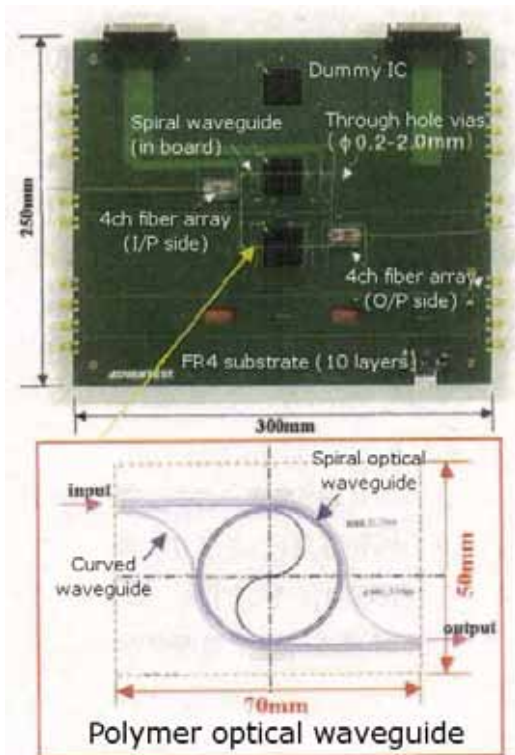 Dummy IC
Spiral waveguide
(in board)
Through hole vias
(φ0.2-2.0mm)
4ch fiber array
(I/P side)
4ch fiber array
(O/P side)
FR4 substrate (10 layers)
ADVANTEST
250mm
300mm
input
Spiral optical
waveguide
Curved
waveguide
output
50mm
70mm
Polymer optical waveguide